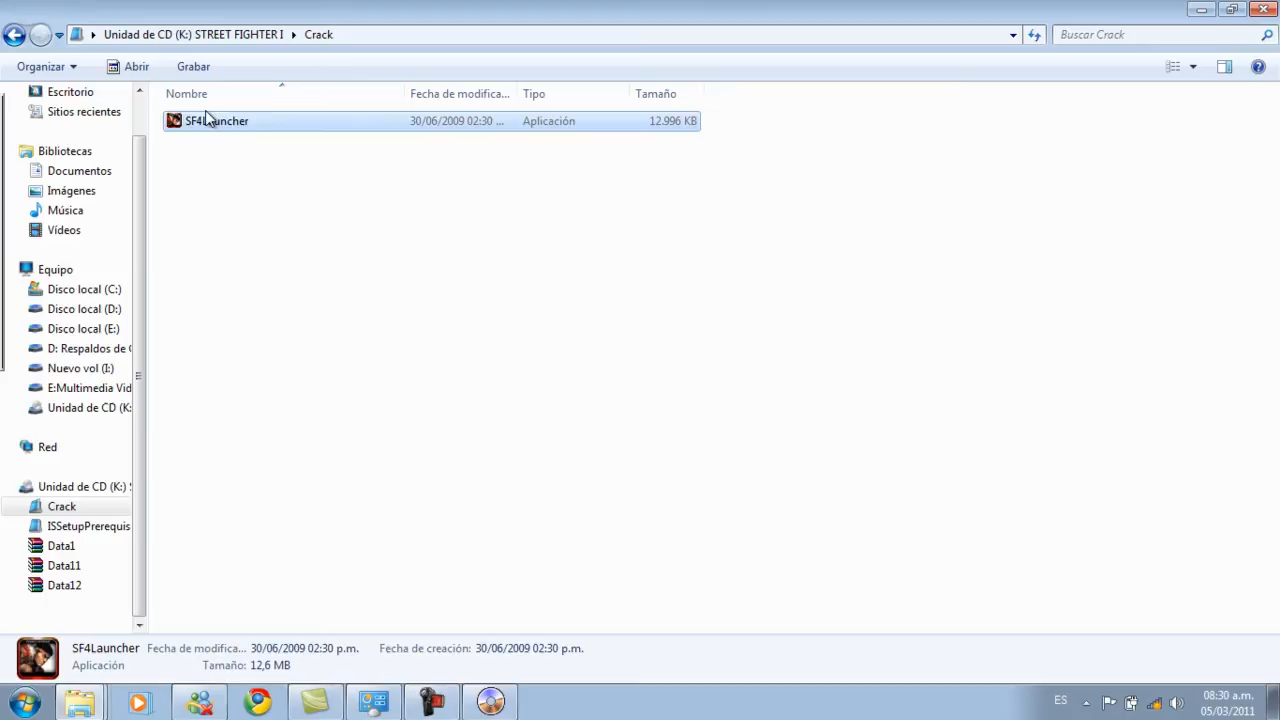 Unidad de CD (K:) STREET FIGHTER I
Crack
Buscar Crack
Organizar
Abrir
Grabar
Nombre
Fecha de modifica...
Tipo
Tamaño
SF4Launcher
30/06/2009 02:30 ...
Aplicación
12.996 KB
Escritorio
Sitios recientes
Bibliotecas
Documentos
Imágenes
Música
Vídeos
Equipo
Disco local (C:)
Disco local (D:)
Disco local (E:)
D: Respaldos de
Nuevo vol (I:)
E:Multimedia Vid
Unidad de CD (K:
Red
Unidad de CD (K:)
Crack
ISSetupPrerequis
Data1
Data11
Data12
SF4Launcher
Fecha de modifica... 30/06/2009 02:30 p.m.
Fecha de creación: 30/06/2009 02:30 p.m.
Aplicación
Tamaño: 12,6 MB
ES
08:30 a.m.
05/03/2011